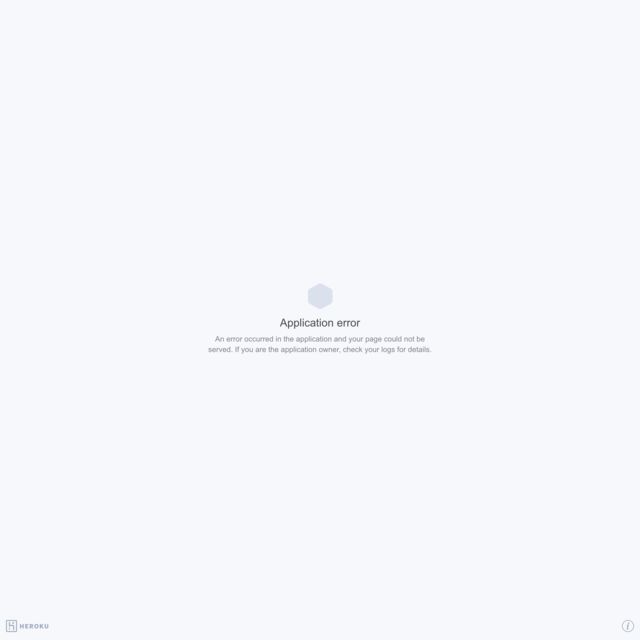 Application error
An error occurred in the application and your page could not be
served. If you are the application owner, check your logs for details.
HEROKU
i